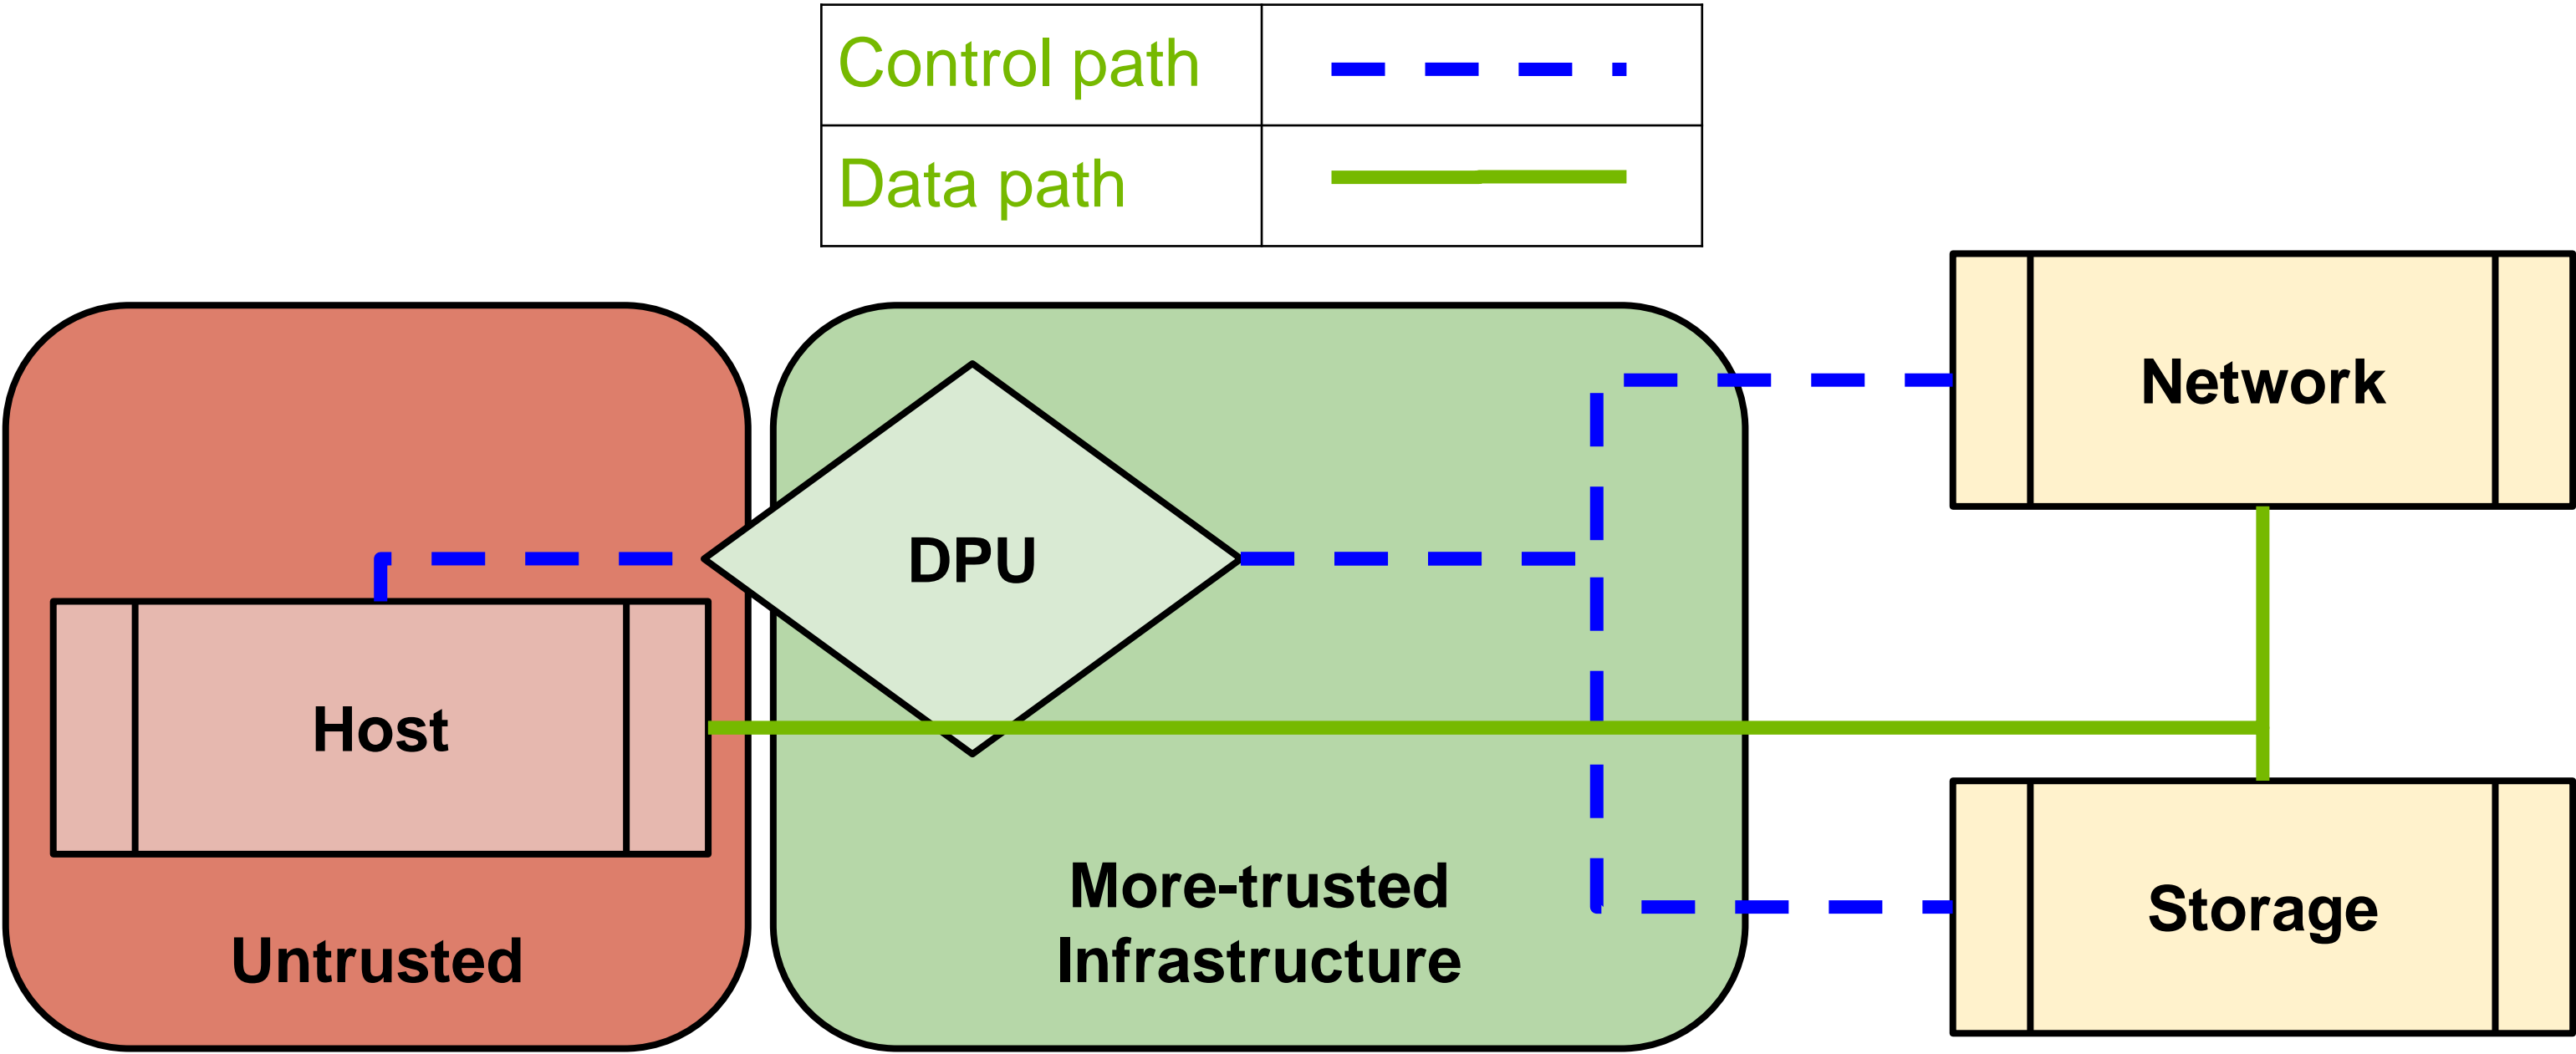 Control path
Data path
Network
DPU
Host
More-trusted
Infrastructure
Untrusted
Storage